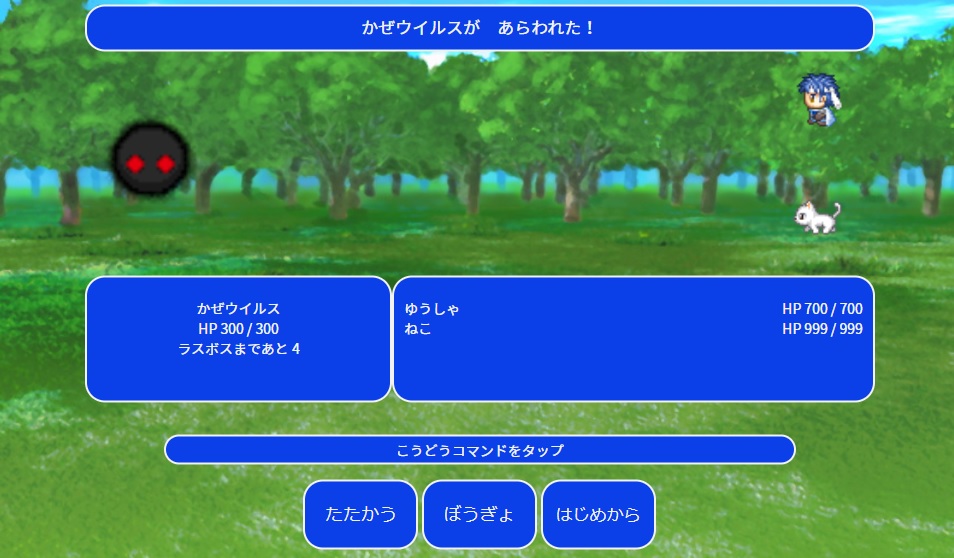 かぜウイルスが　あらわれた！
かぜウイルス
HP 300 / 300
ラスボスまであと 4
ゆうしゃ HP 700 / 700
ねこ HP 999 / 999
こうどうコマンドをタップ
たたかう ぼうぎょ はじめから